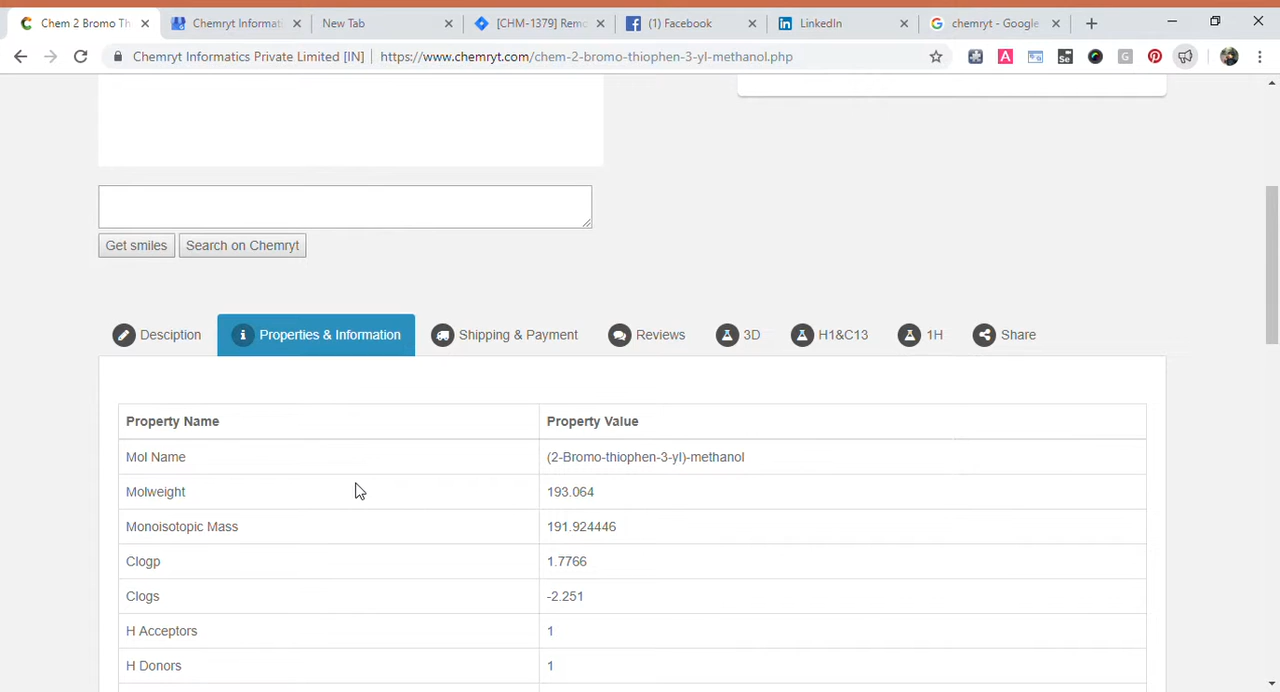 Chem 2 Bromo Th
Chemryt Informati
New Tab
[CHM-1379] Remo
(1) Facebook
LinkedIn
chemryt - Google
Chemryt Informatics Private Limited [IN] | https://www.chemryt.com/chem-2-bromo-thiophen-3-yl-methanol.php
Get smiles
Search on Chemryt
Desciption
Properties & Information
Shipping & Payment
Reviews
3D
H1&C13
1H
Share
Property Name
Property Value
Mol Name
(2-Bromo-thiophen-3-yl)-methanol
Molweight
193.064
Monoisotopic Mass
191.924446
Clogp
1.7766
Clogs
-2.251
H Acceptors
1
H Donors
1